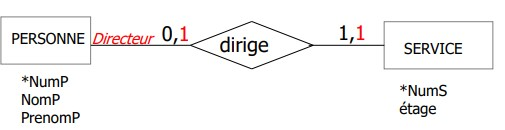 PERSONNE Directeur 0,1 dirige 1,1 SERVICE
*NumP
NomP
PrenomP
*NumS
étage